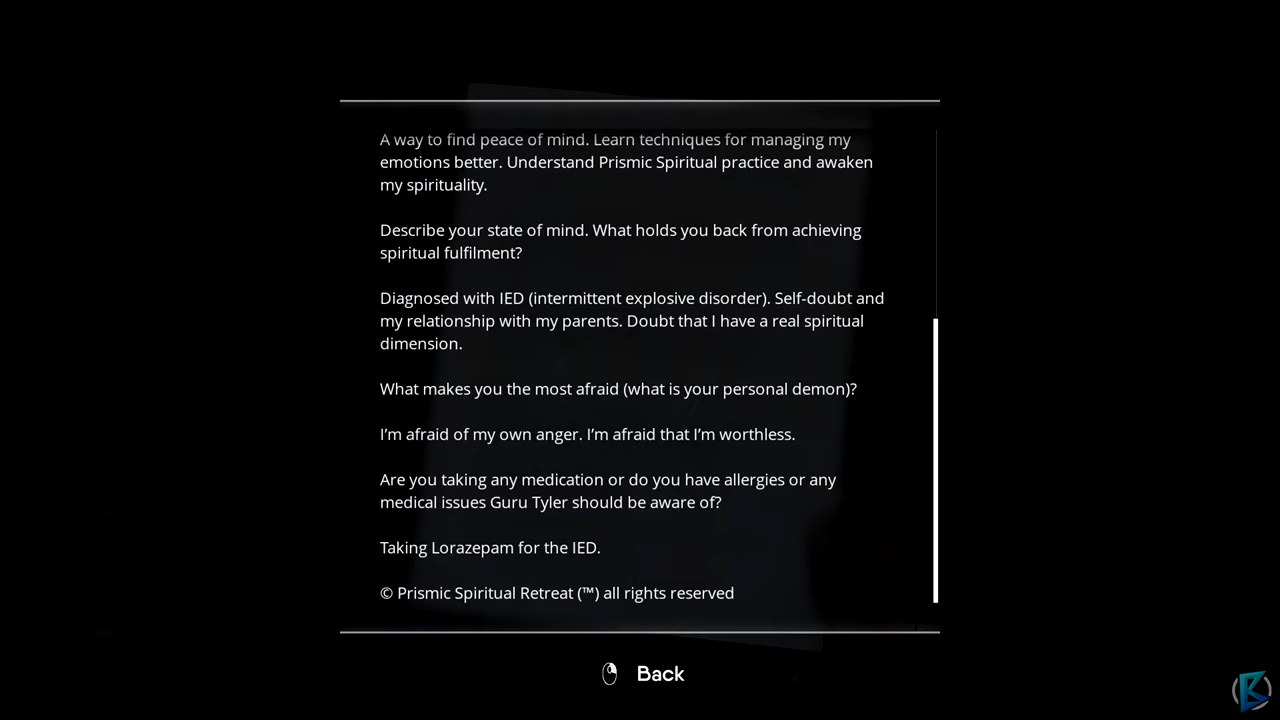 A way to find peace of mind. Learn techniques for managing my
emotions better. Understand Prismic Spiritual practice and awaken
my spirituality.
Describe your state of mind. What holds you back from achieving
spiritual fulfilment?
Diagnosed with IED (intermittent explosive disorder). Self-doubt and
my relationship with my parents. Doubt that I have a real spiritual
dimension.
What makes you the most afraid (what is your personal demon)?
I’m afraid of my own anger. I’m afraid that I’m worthless.
Are you taking any medication or do you have allergies or any
medical issues Guru Tyler should be aware of?
Taking Lorazepam for the IED.
© Prismic Spiritual Retreat (™) all rights reserved
Back